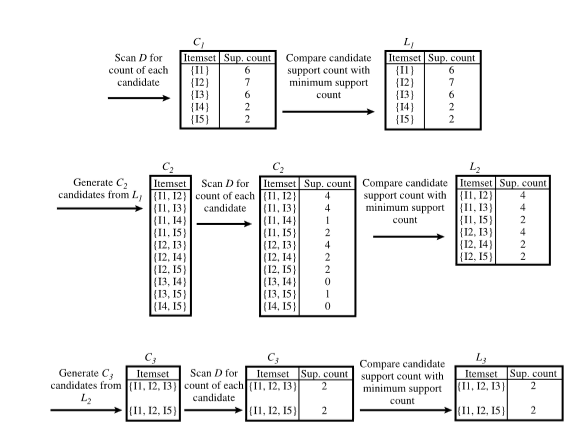 C1
L1
Scan D for
count of each
candidate
Itemset Sup. count
{I1} 6
{I2} 7
{I3} 6
{I4} 2
{I5} 2
Compare candidate
support count with
minimum support
count
Itemset Sup. count
{I1} 6
{I2} 7
{I3} 6
{I4} 2
{I5} 2
Generate C2
candidates from L1
C2
Itemset
{I1, I2}
{I1, I3}
{I1, I4}
{I1, I5}
{I2, I3}
{I2, I4}
{I2, I5}
{I3, I4}
{I3, I5}
{I4, I5}
Scan D for
count of each
candidate
C2
Itemset Sup. count
{I1, I2} 4
{I1, I3} 4
{I1, I4} 1
{I1, I5} 2
{I2, I3} 4
{I2, I4} 2
{I2, I5} 2
{I3, I4} 0
{I3, I5} 1
{I4, I5} 0
Compare candidate
support count with
minimum support
count
L2
Itemset Sup. count
{I1, I2} 4
{I1, I3} 4
{I1, I5} 2
{I2, I3} 4
{I2, I4} 2
{I2, I5} 2
Generate C3
candidates from
L2
C3
Itemset
{I1, I2, I3}
{I1, I2, I5}
Scan D for
count of each
candidate
C3
Itemset Sup. count
{I1, I2, I3} 2
{I1, I2, I5} 2
Compare candidate
support count with
minimum support
count
L3
Itemset Sup. count
{I1, I2, I3} 2
{I1, I2, I5} 2